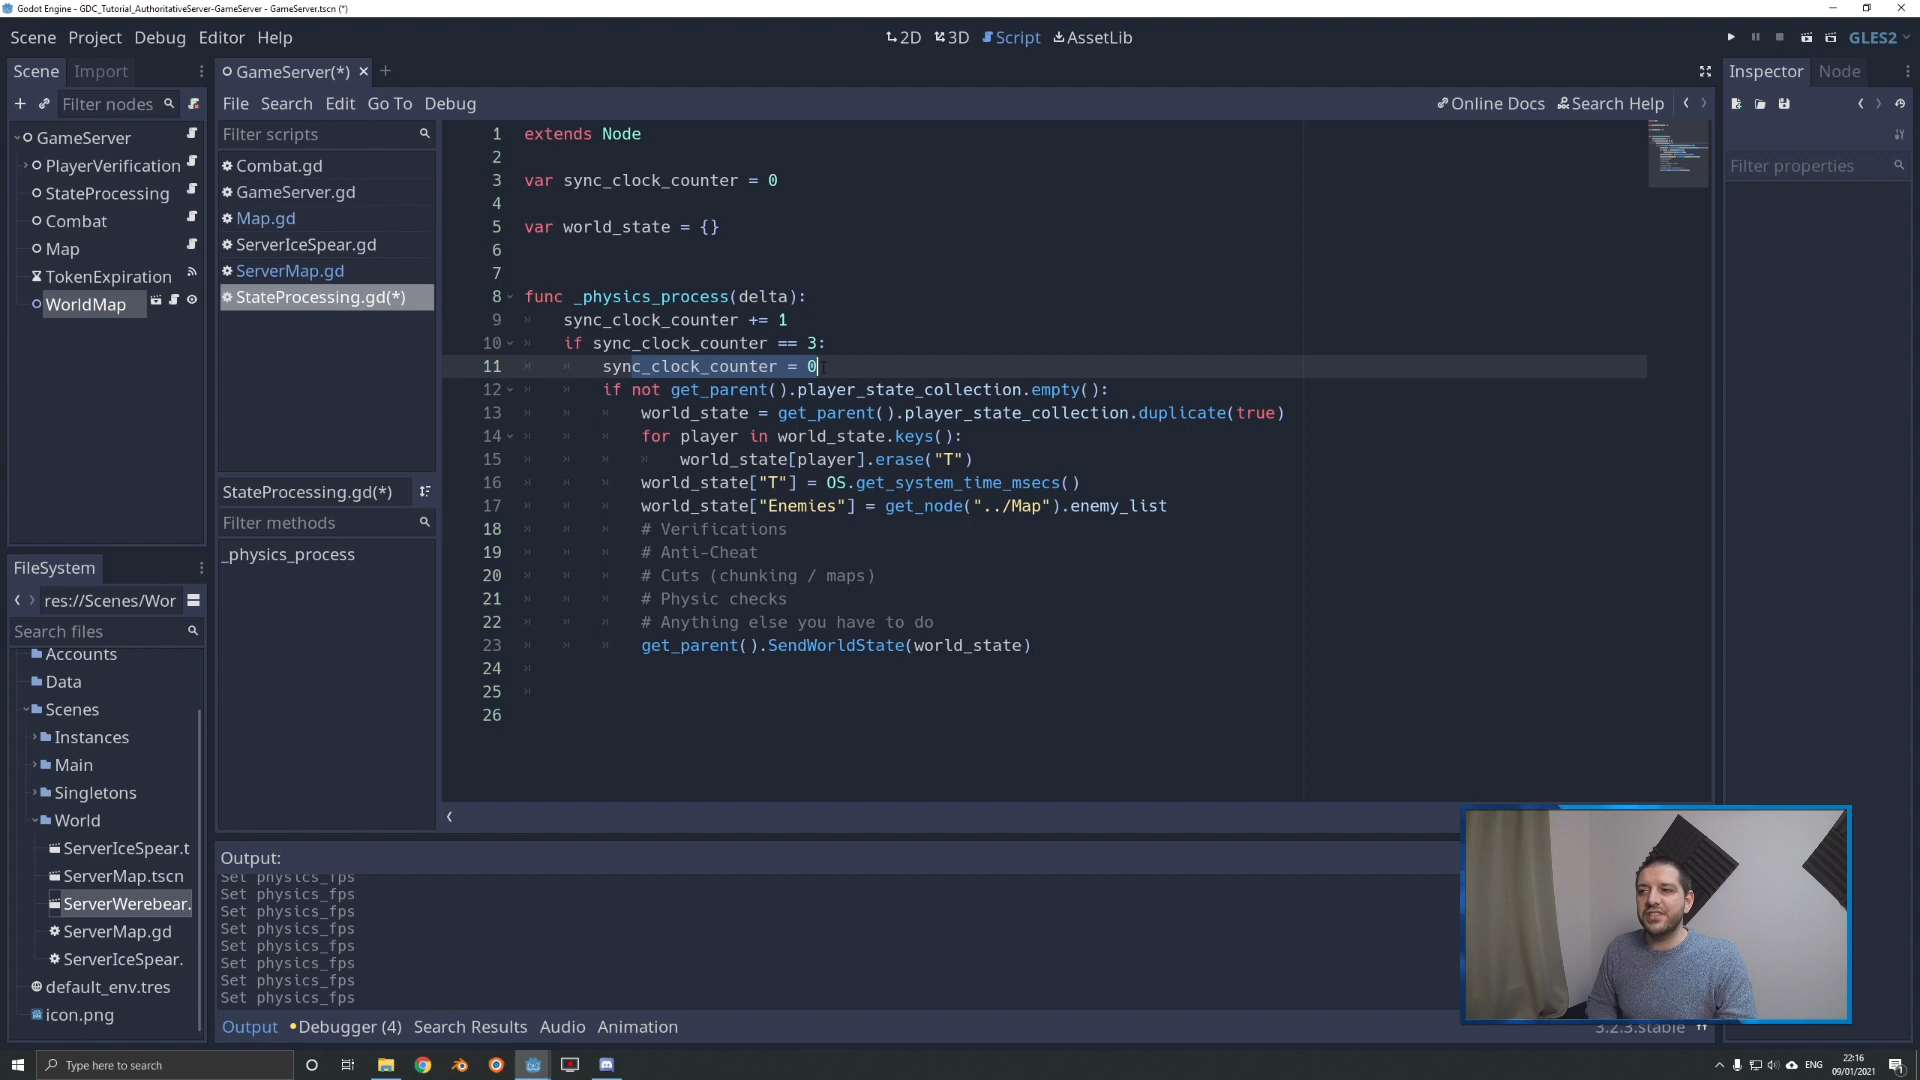 Godot Engine - GDC_Tutorial_AuthoritativeServer-GameServer - GameServer.tscn (*)
Scene Project Debug Editor Help
2D 3D Script AssetLib
GLES2
Scene Import
Filter nodes
GameServer
PlayerVerification
StateProcessing
Combat
Map
TokenExpiration
WorldMap
FileSystem
res://Scenes/Wor
Search files
Accounts
Data
Scenes
Instances
Main
Singletons
World
ServerIceSpear.t
ServerMap.tscn
ServerWerebear.
ServerMap.gd
ServerIceSpear.
default_env.tres
icon.png
GameServer(*)
File Search Edit Go To Debug
Online Docs Search Help
Filter scripts
Combat.gd
GameServer.gd
Map.gd
ServerIceSpear.gd
ServerMap.gd
StateProcessing.gd(*)
StateProcessing.gd(*)
Filter methods
_physics_process
1 extends Node
2
3 var sync_clock_counter = 0
4
5 var world_state = {}
6
7
8 func _physics_process(delta):
9 sync_clock_counter += 1
10 if sync_clock_counter == 3:
11 sync_clock_counter = 0
12 if not get_parent().player_state_collection.empty():
13 world_state = get_parent().player_state_collection.duplicate(true)
14 for player in world_state.keys():
15 world_state[player].erase("T")
16 world_state["T"] = OS.get_system_time_msecs()
17 world_state["Enemies"] = get_node("../Map").enemy_list
18 # Verifications
19 # Anti-Cheat
20 # Cuts (chunking / maps)
21 # Physic checks
22 # Anything else you have to do
23 get_parent().SendWorldState(world_state)
24
25
26
Output:
Set physics_fps
Set physics_fps
Set physics_fps
Set physics_fps
Set physics_fps
Set physics_fps
Set physics_fps
Set physics_fps
Output Debugger (4) Search Results Audio Animation
3.2.3.stable
Inspector Node
Filter properties
Type here to search
ENG
22:16
09/01/2021